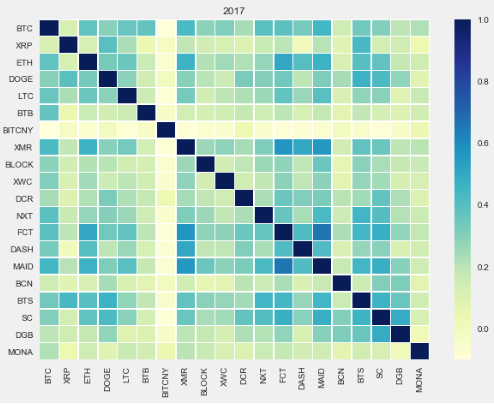 2017
BTC
XRP
ETH
DOGE
LTC
BTB
BITCNY
XMR
BLOCK
XWC
DCR
NXT
FCT
DASH
MAID
BCN
BTS
SC
DGB
MONA
BTC XRP ETH DOGE LTC BTB BITCNY XMR BLOCK XWC DCR NXT FCT DASH MAID BCN BTS SC DGB MONA
1.0
0.8
0.6
0.4
0.2
0.0